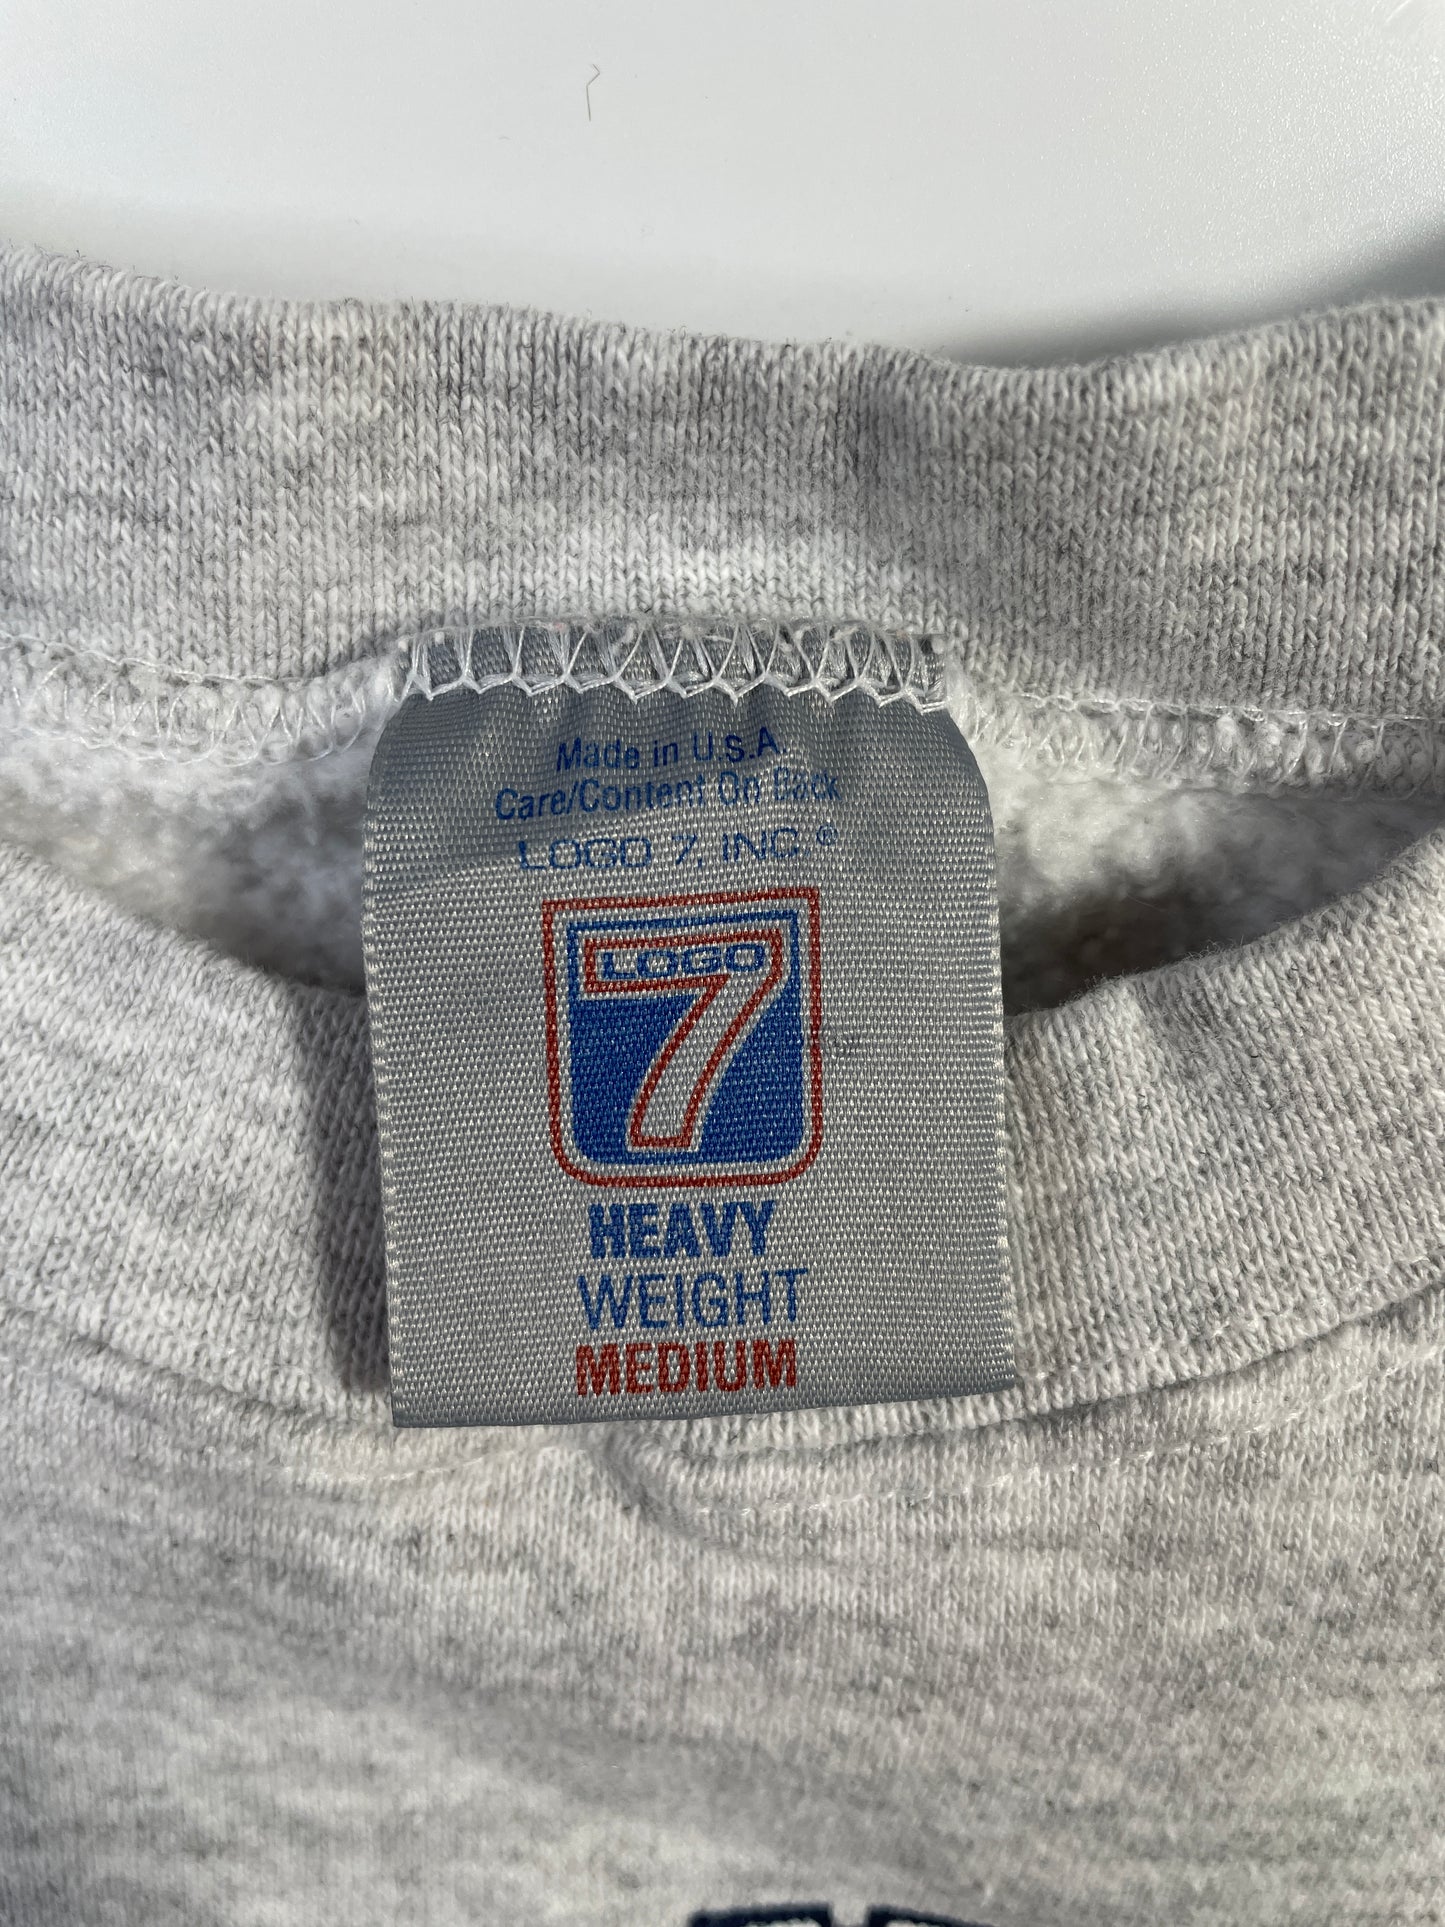 Made in U.S.A.
Care/Content On Back
LOGO 7, INC.®
LOGO
7
HEAVY
WEIGHT
MEDIUM